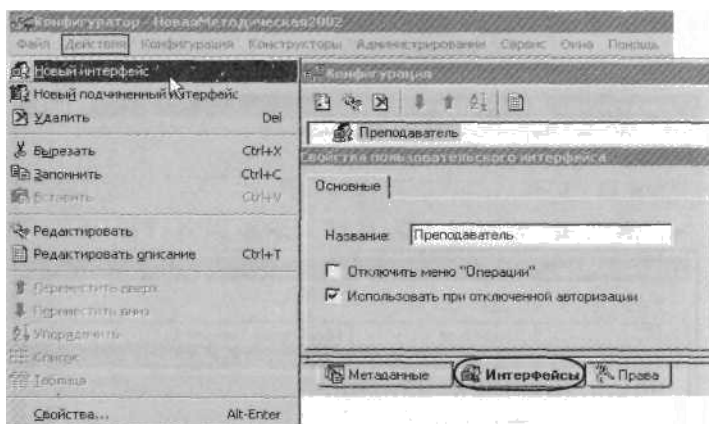 Конфигуратор - НоваяМетодическая2002
Файл Действия Конфигурация Конструкторы Администрирование Сервис Окна Помощь
Новый интерфейс
Новый подчиненный интерфейс
Удалить Del
Вырезать Ctrl+X
Запомнить Ctrl+C
Вставить Ctrl+V
Редактировать
Редактировать описание Ctrl+T
Переместить вверх
Переместить вниз
Упорядочить
Список
Таблица
Свойства... Alt-Enter
Конфигурация
Преподаватель
Свойства пользовательского интерфейса
Основные
Название: Преподаватель
Отключить меню "Операции"
Использовать при отключенной авторизации
Метаданные Интерфейсы Права